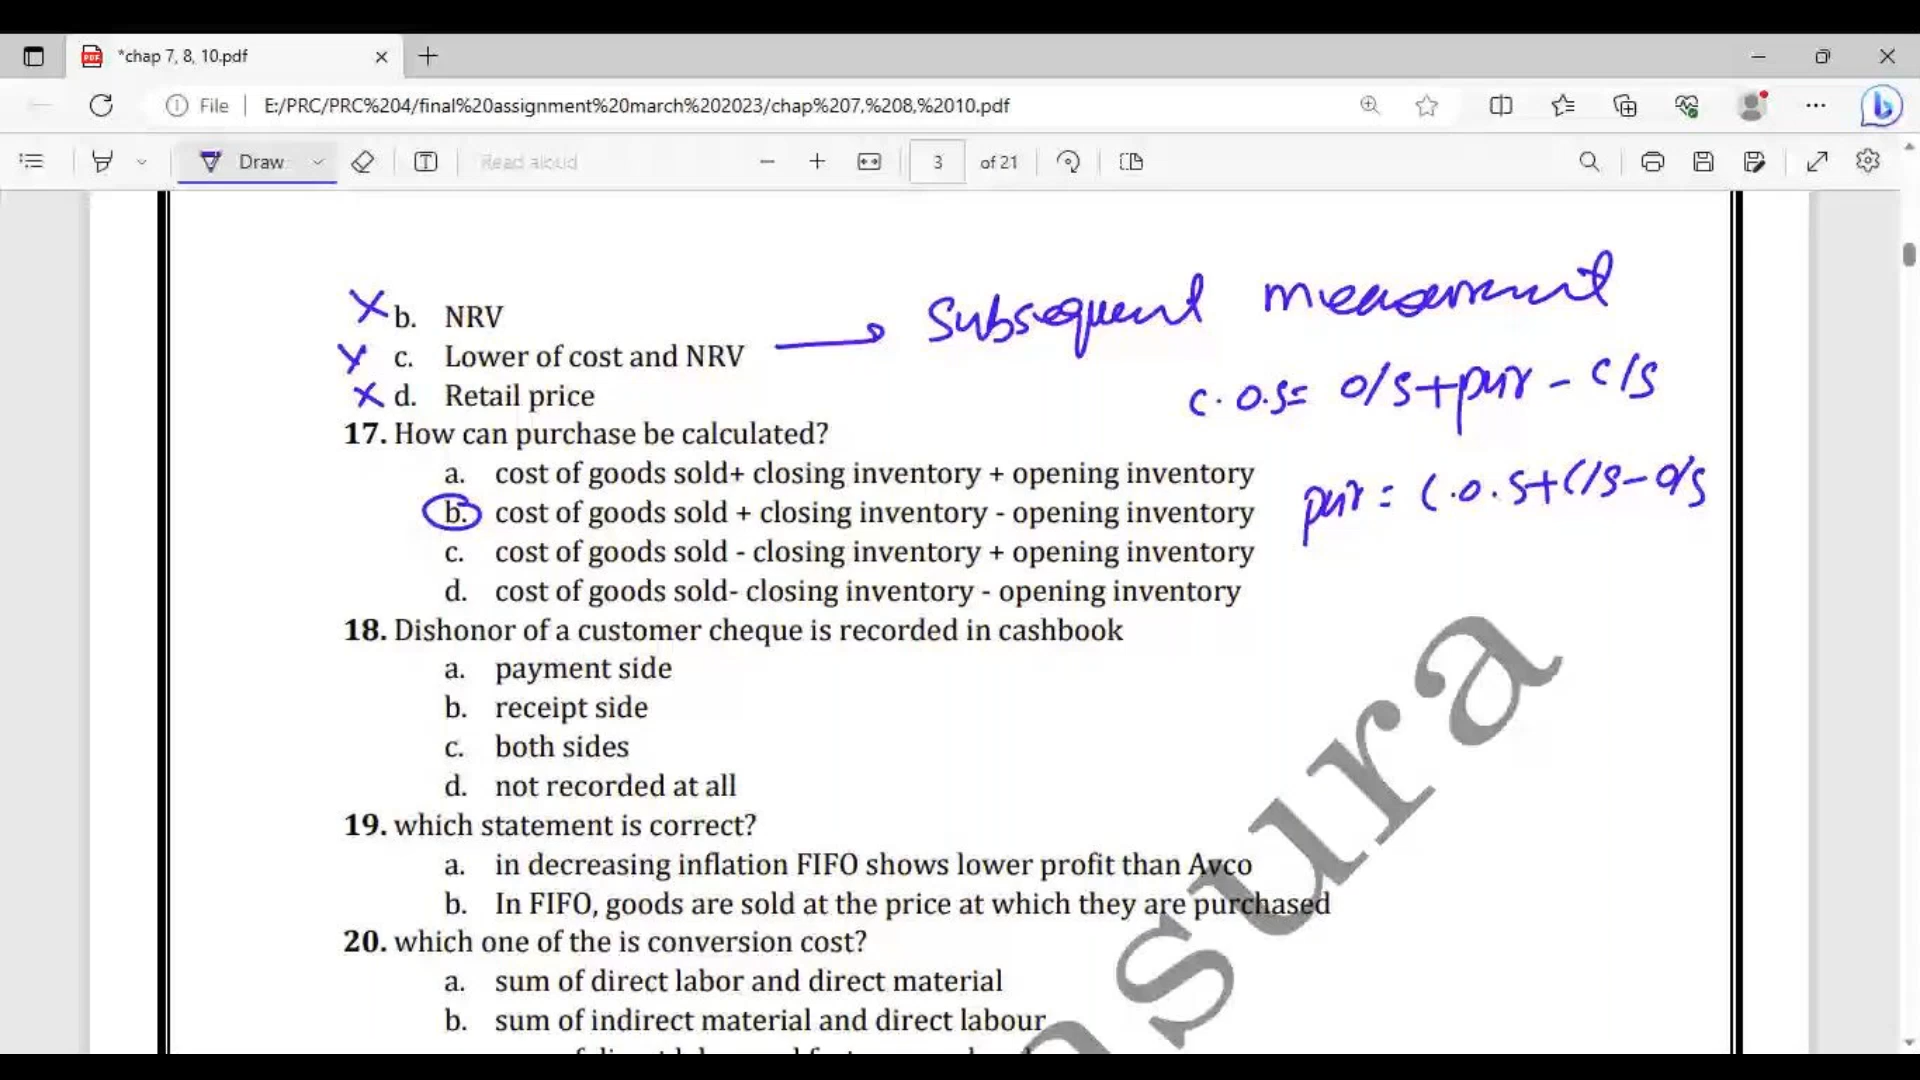 *chap 7, 8, 10.pdf
File | E:/PRC/PRC%204/final%20assignment%20march%202023/chap%207,%208,%2010.pdf
Draw
Read aloud
3 of 21
b. NRV
Subsequent measurement
c. Lower of cost and NRV
d. Retail price
c.o.s= o/s+pur - c/s
17. How can purchase be calculated?
a. cost of goods sold+ closing inventory + opening inventory
b. cost of goods sold + closing inventory - opening inventory
pur = c.o.s+c/s-o/s
c. cost of goods sold - closing inventory + opening inventory
d. cost of goods sold- closing inventory - opening inventory
18. Dishonor of a customer cheque is recorded in cashbook
a. payment side
b. receipt side
c. both sides
d. not recorded at all
19. which statement is correct?
a. in decreasing inflation FIFO shows lower profit than Avco
b. In FIFO, goods are sold at the price at which they are purchased
20. which one of the is conversion cost?
a. sum of direct labor and direct material
b. sum of indirect material and direct labour